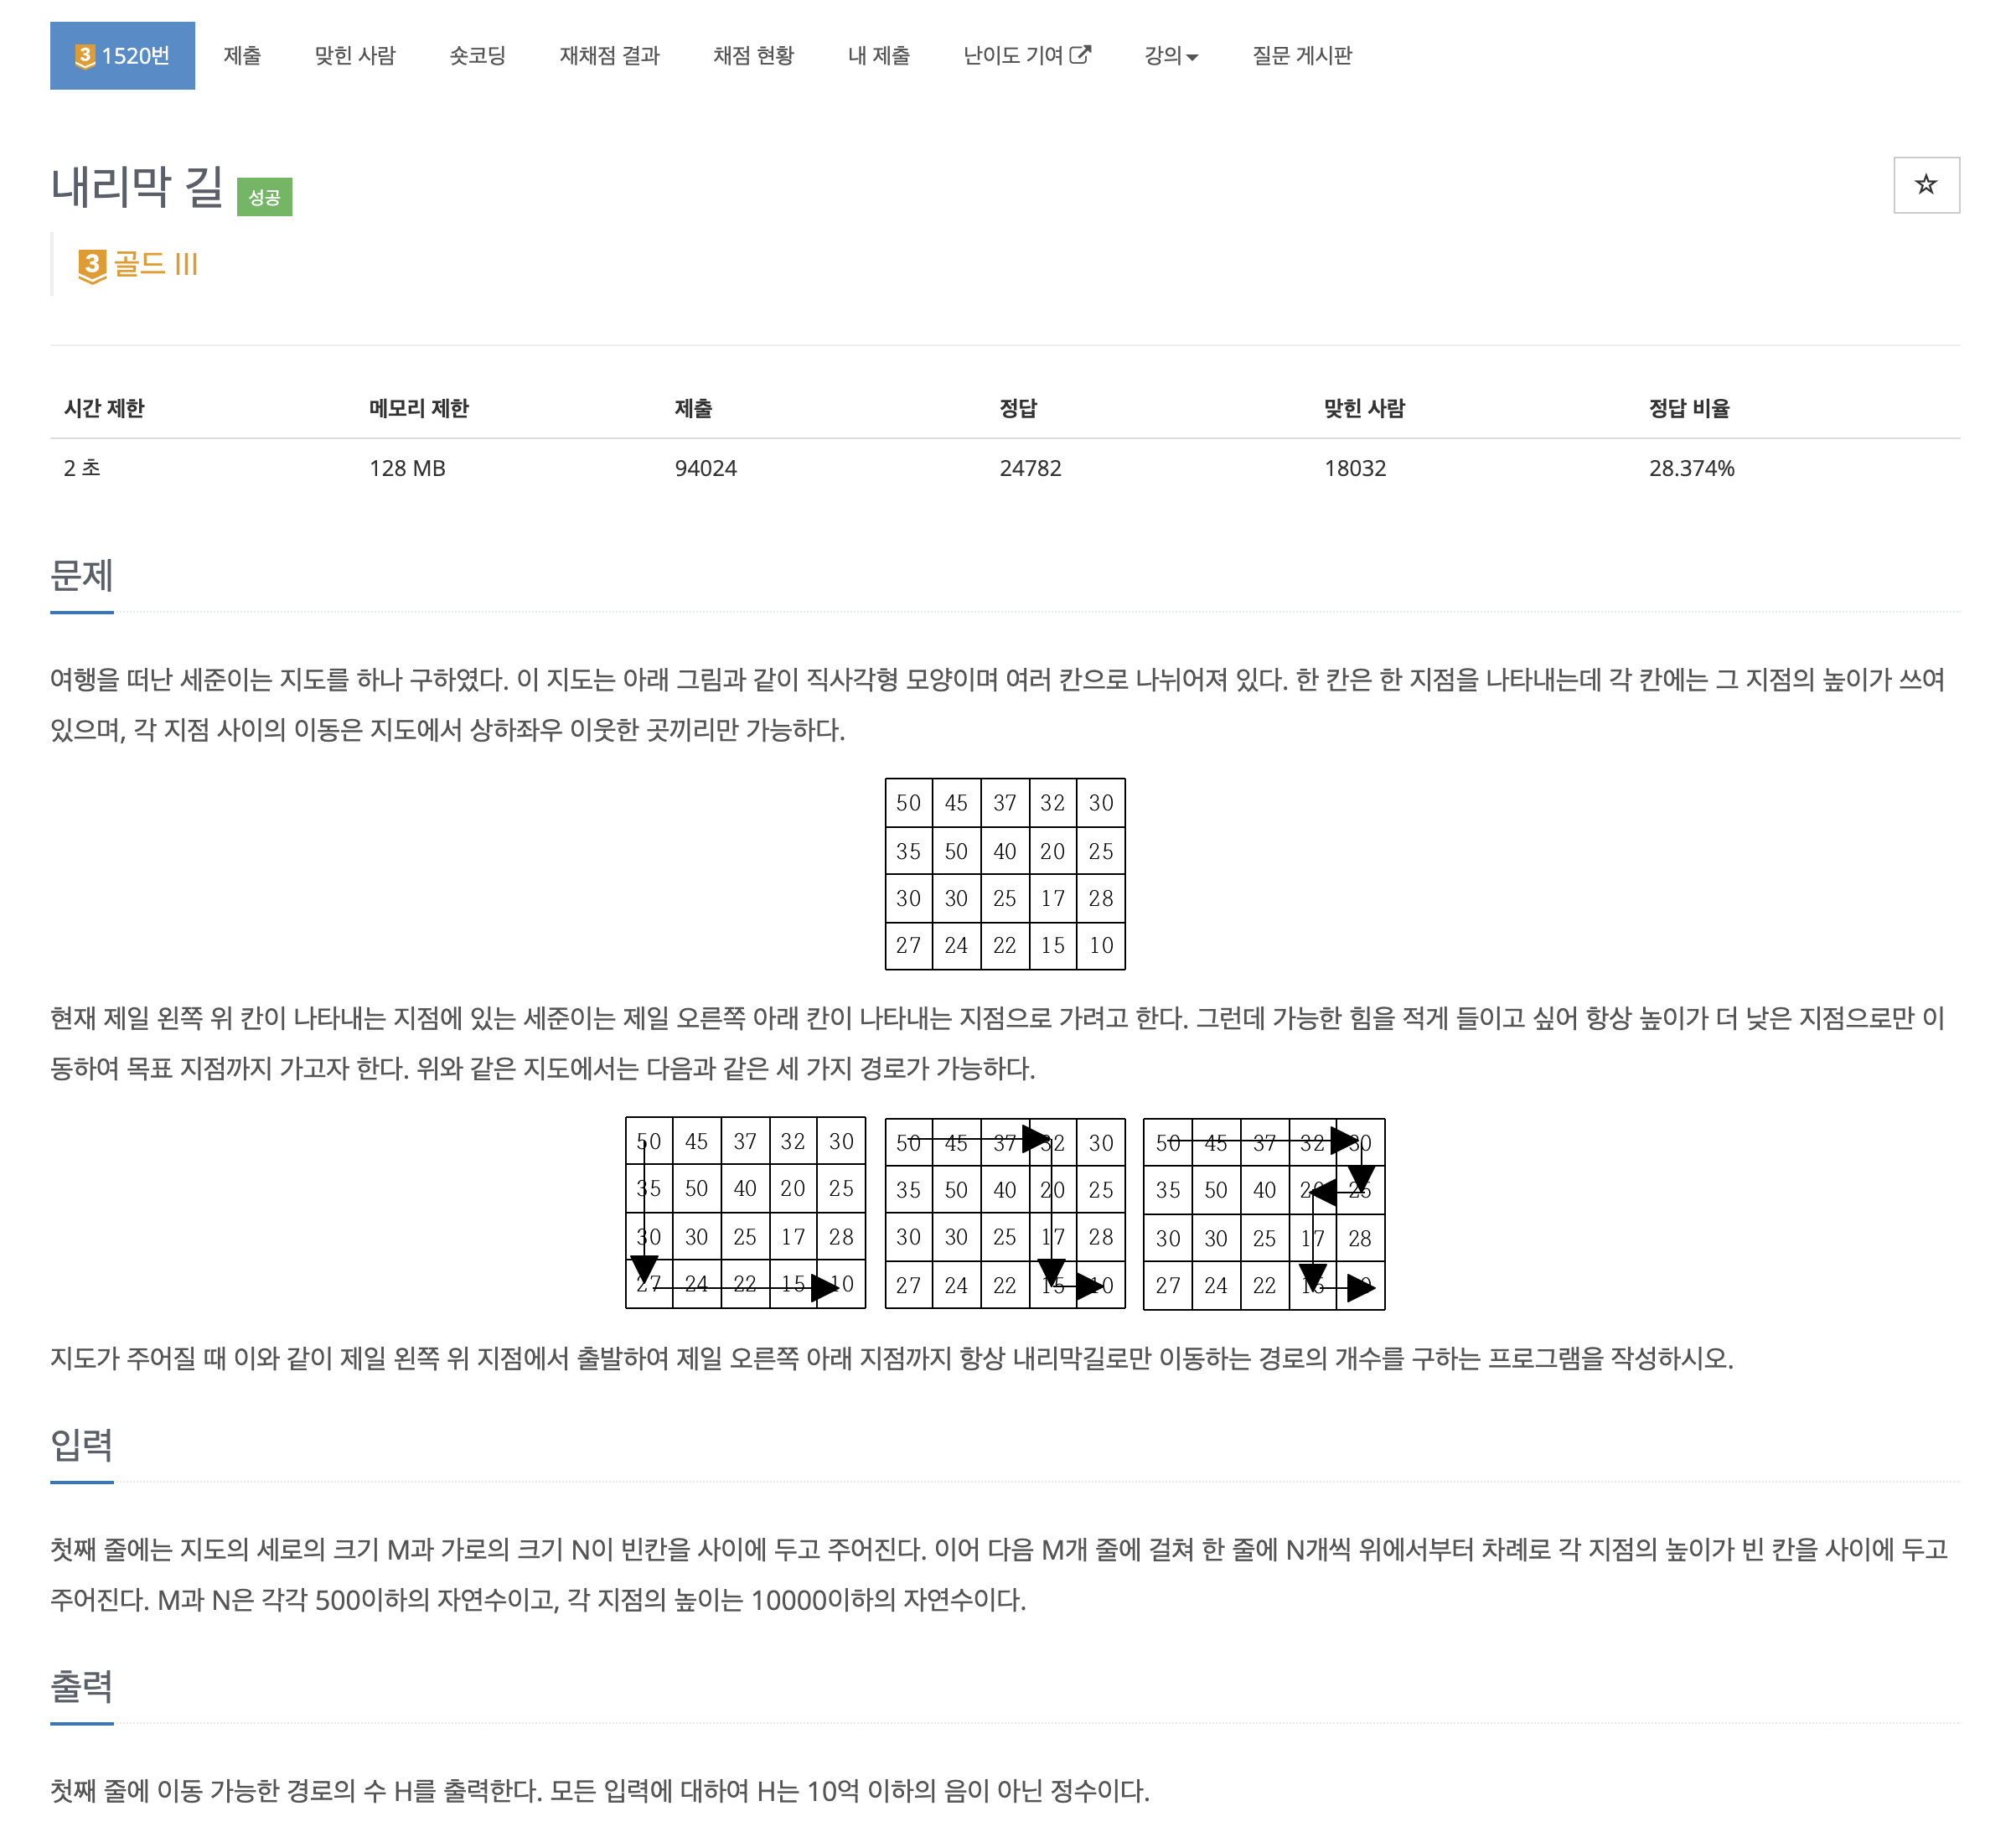 3 1520번 제출 맞힌 사람 숏코딩 재채점 결과 채점 현황 내 제출 난이도 기여 강의 질문 게시판
내리막 길 성공
3 골드 III
시간 제한 메모리 제한 제출 정답 맞힌 사람 정답 비율
2 초 128 MB 94024 24782 18032 28.374%
문제
여행을 떠난 세준이는 지도를 하나 구하였다. 이 지도는 아래 그림과 같이 직사각형 모양이며 여러 칸으로 나뉘어져 있다. 한 칸은 한 지점을 나타내는데 각 칸에는 그 지점의 높이가 쓰여
있으며, 각 지점 사이의 이동은 지도에서 상하좌우 이웃한 곳끼리만 가능하다.
50 45 37 32 30
35 50 40 20 25
30 30 25 17 28
27 24 22 15 10
현재 제일 왼쪽 위 칸이 나타내는 지점에 있는 세준이는 제일 오른쪽 아래 칸이 나타내는 지점으로 가려고 한다. 그런데 가능한 힘을 적게 들이고 싶어 항상 높이가 더 낮은 지점으로만 이
동하여 목표 지점까지 가고자 한다. 위와 같은 지도에서는 다음과 같은 세 가지 경로가 가능하다.
50 45 37 32 30
35 50 40 20 25
30 30 25 17 28
27 24 22 15 10
50 45 37 32 30
35 50 40 20 25
30 30 25 17 28
27 24 22 15 10
50 45 37 32 30
35 50 40 20 25
30 30 25 17 28
27 24 22 15 10
지도가 주어질 때 이와 같이 제일 왼쪽 위 지점에서 출발하여 제일 오른쪽 아래 지점까지 항상 내리막길로만 이동하는 경로의 개수를 구하는 프로그램을 작성하시오.
입력
첫째 줄에는 지도의 세로의 크기 M과 가로의 크기 N이 빈칸을 사이에 두고 주어진다. 이어 다음 M개 줄에 걸쳐 한 줄에 N개씩 위에서부터 차례로 각 지점의 높이가 빈 칸을 사이에 두고
주어진다. M과 N은 각각 500이하의 자연수이고, 각 지점의 높이는 10000이하의 자연수이다.
출력
첫째 줄에 이동 가능한 경로의 수 H를 출력한다. 모든 입력에 대하여 H는 10억 이하의 음이 아닌 정수이다.